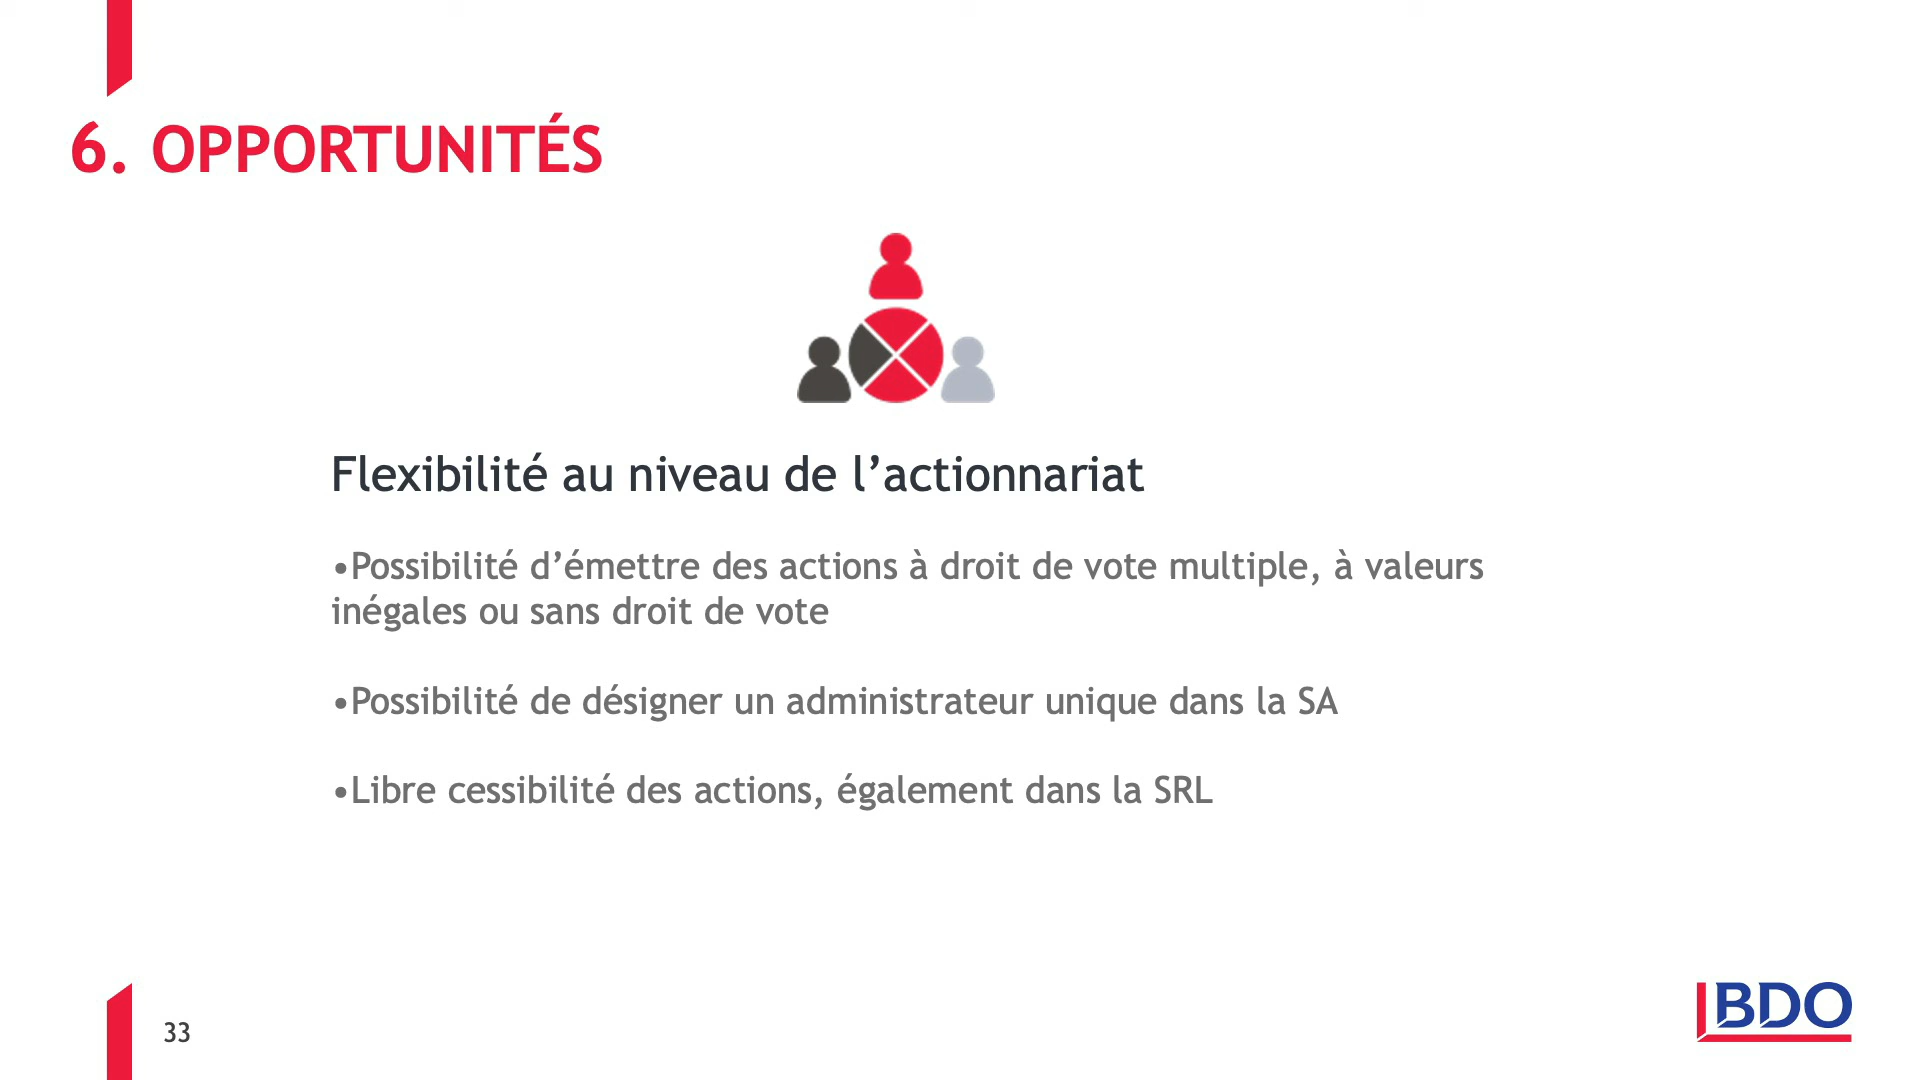 6. OPPORTUNITÉS
Flexibilité au niveau de l’actionnariat
•Possibilité d’émettre des actions à droit de vote multiple, à valeurs
inégales ou sans droit de vote
•Possibilité de désigner un administrateur unique dans la SA
•Libre cessibilité des actions, également dans la SRL
33
BDO